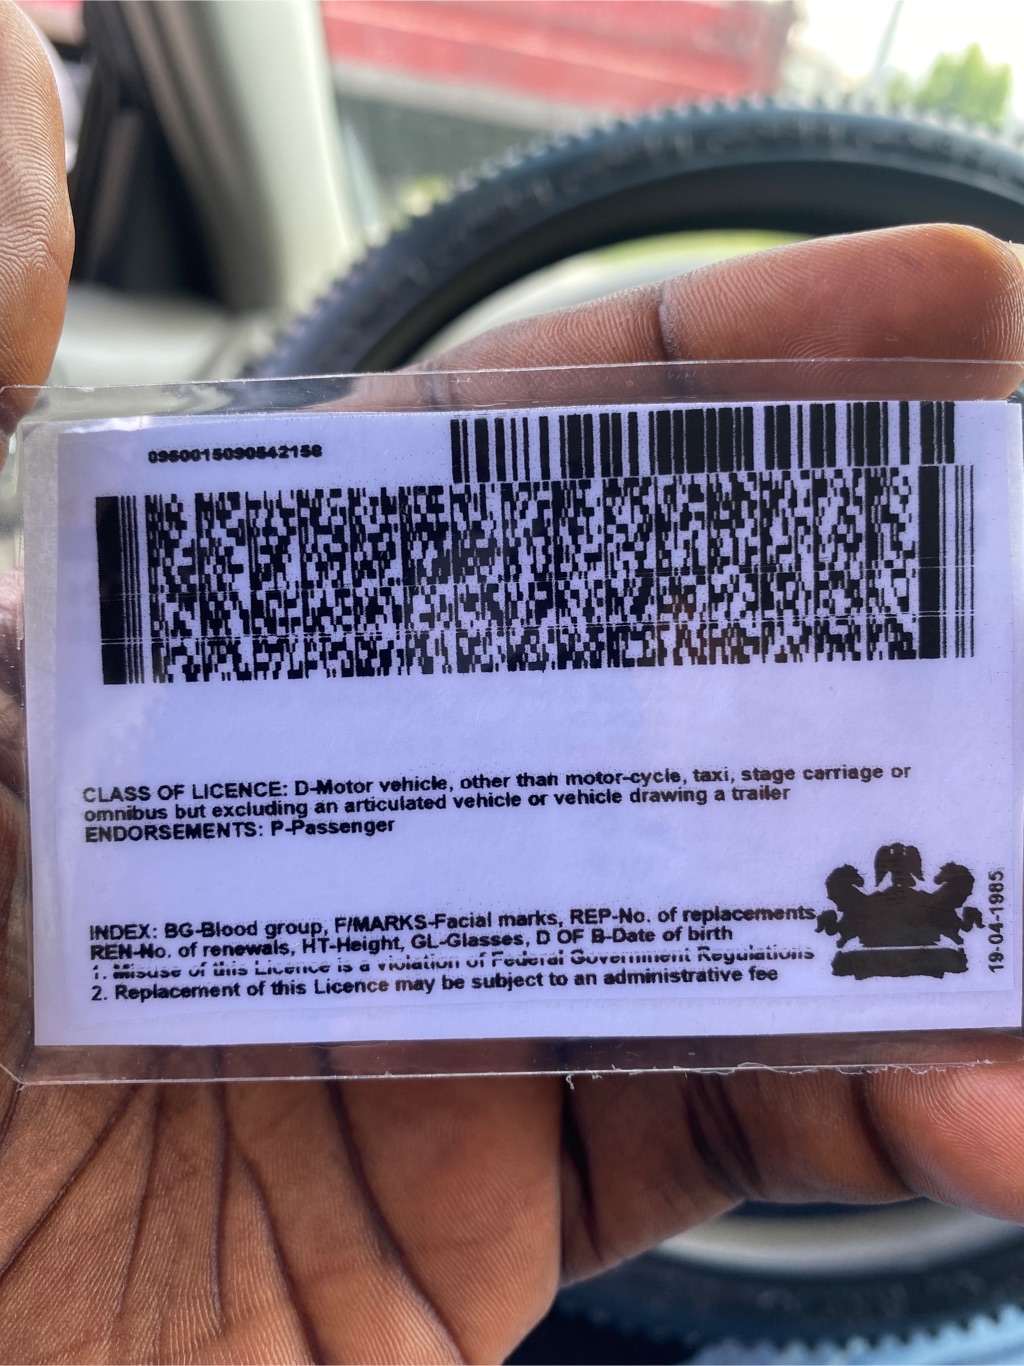 0960015090542158
CLASS OF LICENCE: D-Motor vehicle, other than motor-cycle, taxi, stage carriage or
omnibus but excluding an articulated vehicle or vehicle drawing a trailer
ENDORSEMENTS: P-Passenger
INDEX: BG-Blood group, F/MARKS-Facial marks, REP-No. of replacements,
REN-No. of renewals, HT-Height, GL-Glasses, D OF B-Date of birth
1. Misuse of this Licence is a violation of Federal Government Regulations
2. Replacement of this Licence may be subject to an administrative fee
19-04-1985